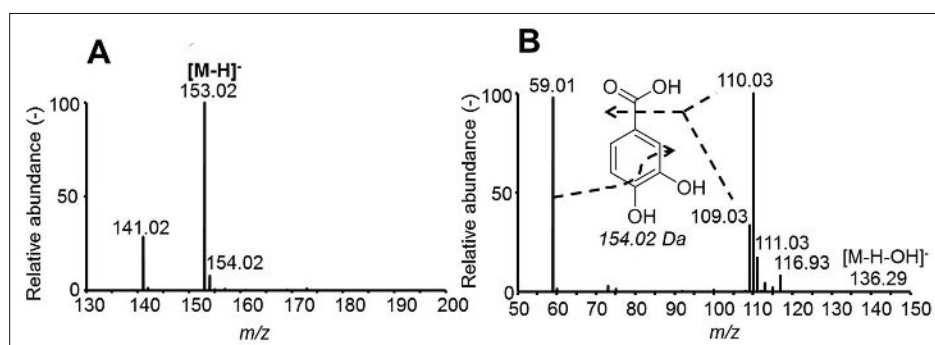 A
[M-H]-
153.02
Relative abundance (-)
100
50
0
141.02
154.02
130 140 150 160 170 180 190 200
m/z
B
59.01
O
OH
110.03
Relative abundance (-)
100
50
0
OH
OH
109.03
154.02 Da
111.03
116.93
[M-H-OH]-
136.29
50 60 70 80 90 100 110 120 130 140 150
m/z